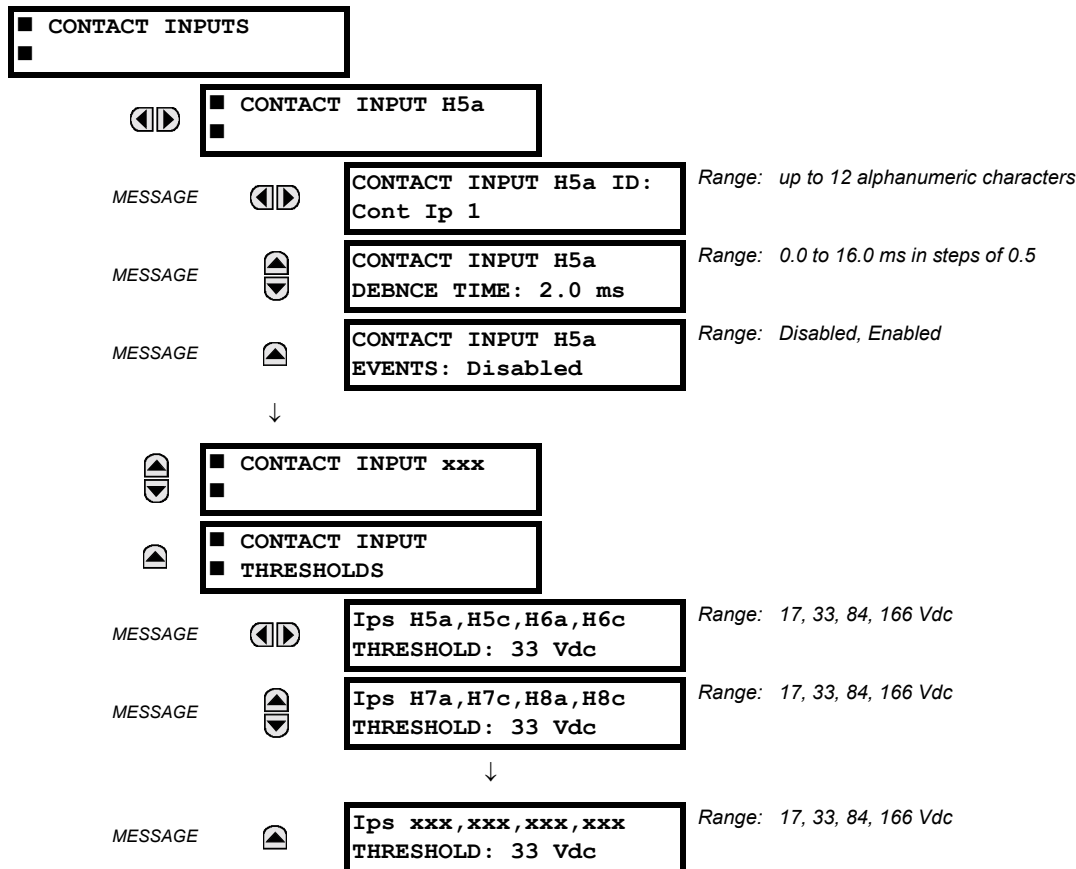 ■ CONTACT INPUTS
■
■ CONTACT INPUT H5a
■
MESSAGE
CONTACT INPUT H5a ID:
Cont Ip 1
Range: up to 12 alphanumeric characters
MESSAGE
CONTACT INPUT H5a
DEBNCE TIME: 2.0 ms
Range: 0.0 to 16.0 ms in steps of 0.5
MESSAGE
CONTACT INPUT H5a
EVENTS: Disabled
Range: Disabled, Enabled
↓
■ CONTACT INPUT xxx
■
■ CONTACT INPUT
■ THRESHOLDS
MESSAGE
Ips H5a,H5c,H6a,H6c
THRESHOLD: 33 Vdc
Range: 17, 33, 84, 166 Vdc
MESSAGE
Ips H7a,H7c,H8a,H8c
THRESHOLD: 33 Vdc
Range: 17, 33, 84, 166 Vdc
↓
MESSAGE
Ips xxx,xxx,xxx,xxx
THRESHOLD: 33 Vdc
Range: 17, 33, 84, 166 Vdc